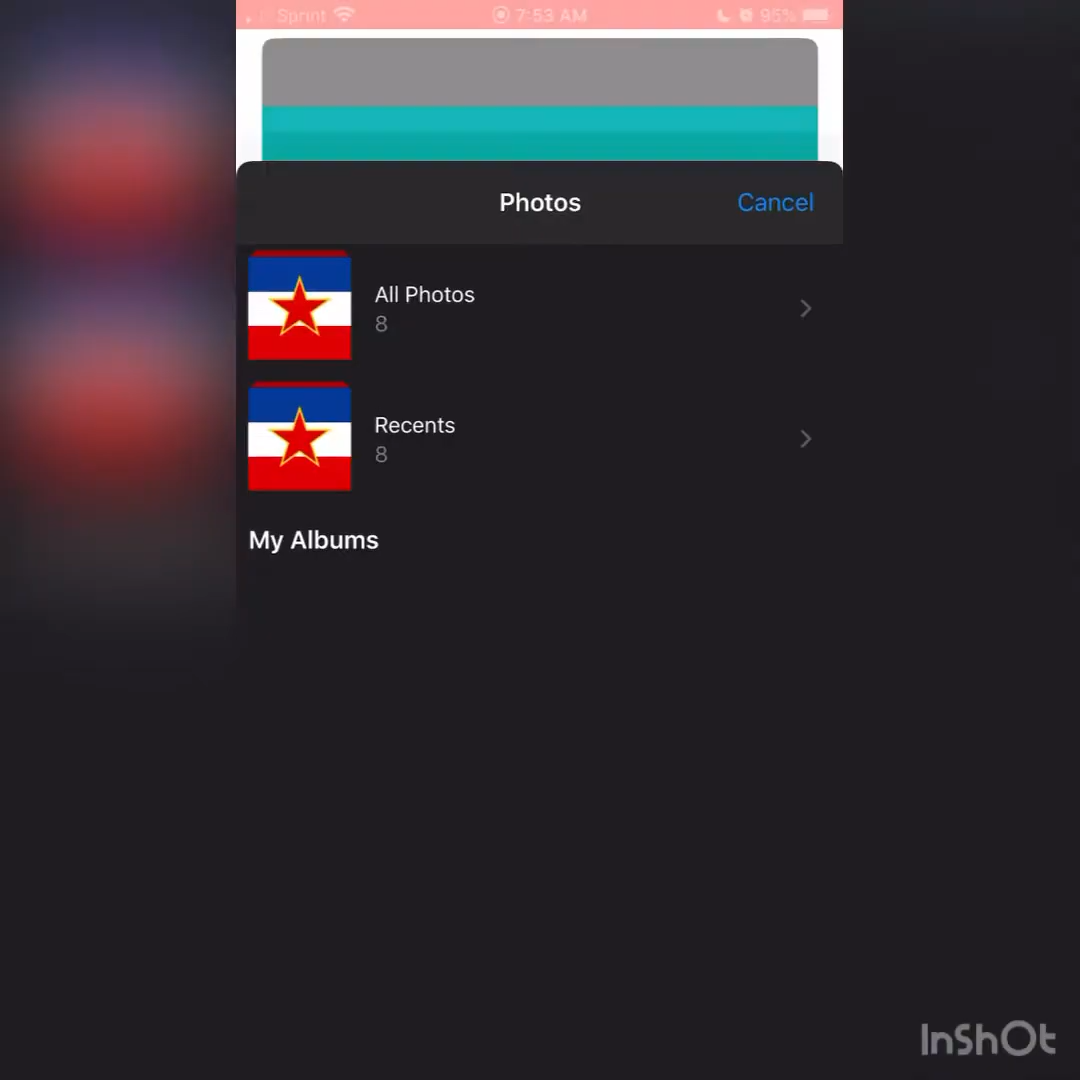 Sprint 7:53 AM 95%
Photos Cancel
All Photos
8
Recents
8
My Albums
InShOt